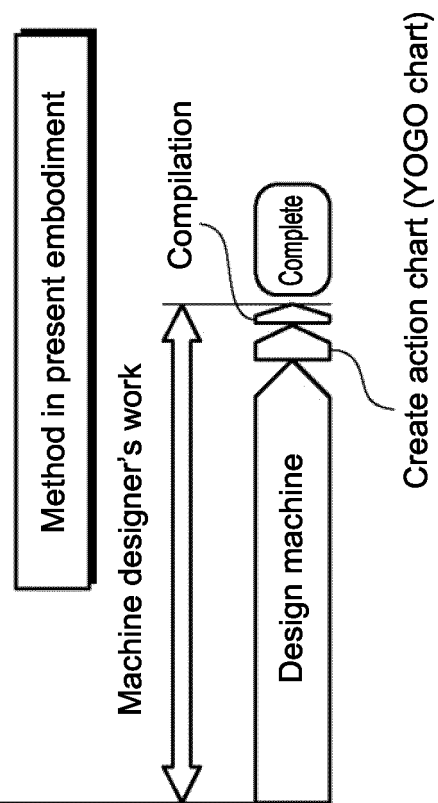 Method in present embodiment
Machine designer's work
Compilation
Design machine
Complete
Create action chart (YOGO chart)